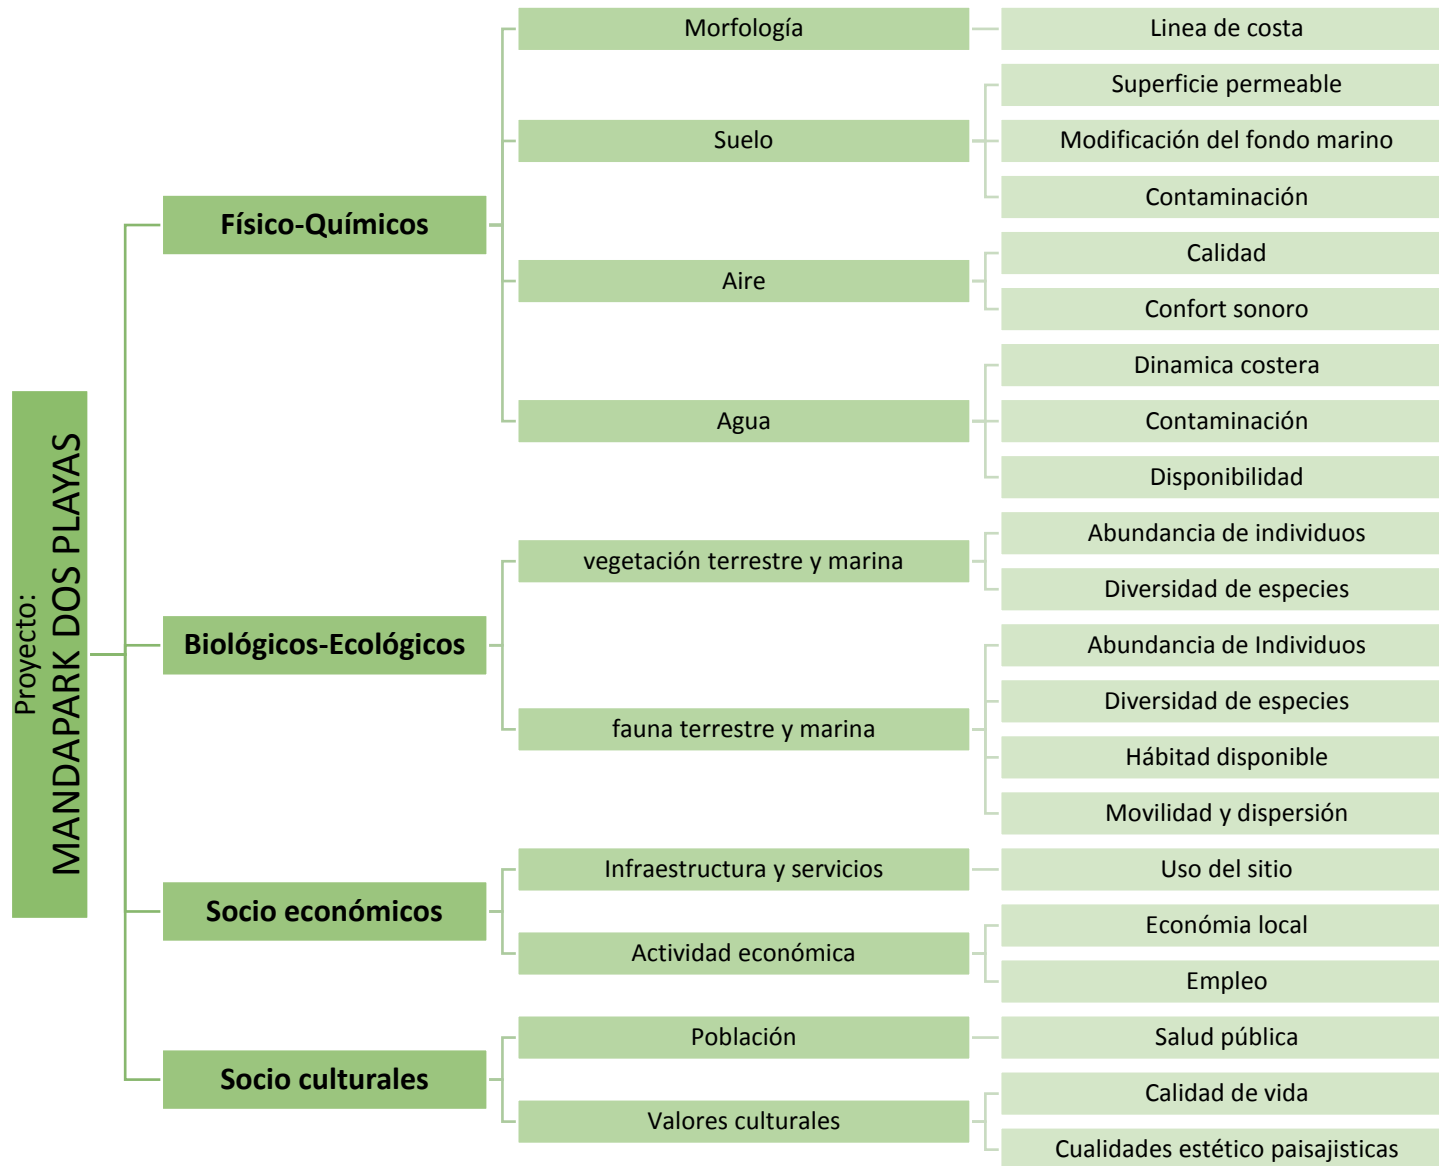 Proyecto:
MANDAPARK DOS PLAYAS
Físico-Químicos
Morfología
Linea de costa
Suelo
Superficie permeable
Modificación del fondo marino
Contaminación
Aire
Calidad
Confort sonoro
Agua
Dinamica costera
Contaminación
Disponibilidad
Biológicos-Ecológicos
vegetación terrestre y marina
Abundancia de individuos
Diversidad de especies
fauna terrestre y marina
Abundancia de Individuos
Diversidad de especies
Hábitad disponible
Movilidad y dispersión
Socio económicos
Infraestructura y servicios
Uso del sitio
Actividad económica
Económia local
Empleo
Socio culturales
Población
Salud pública
Valores culturales
Calidad de vida
Cualidades estético paisajisticas